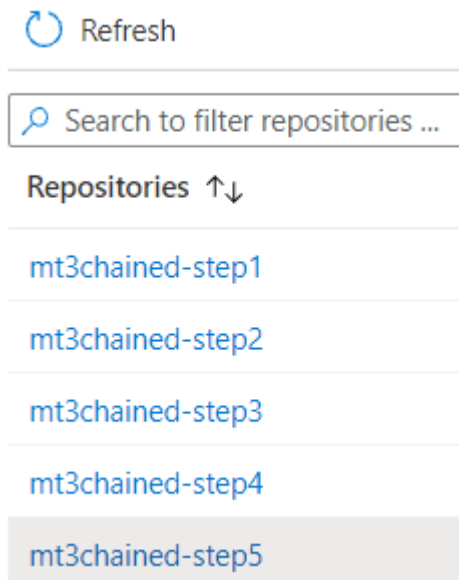 Refresh
Search to filter repositories ...
Repositories ↑↓
mt3chained-step1
mt3chained-step2
mt3chained-step3
mt3chained-step4
mt3chained-step5